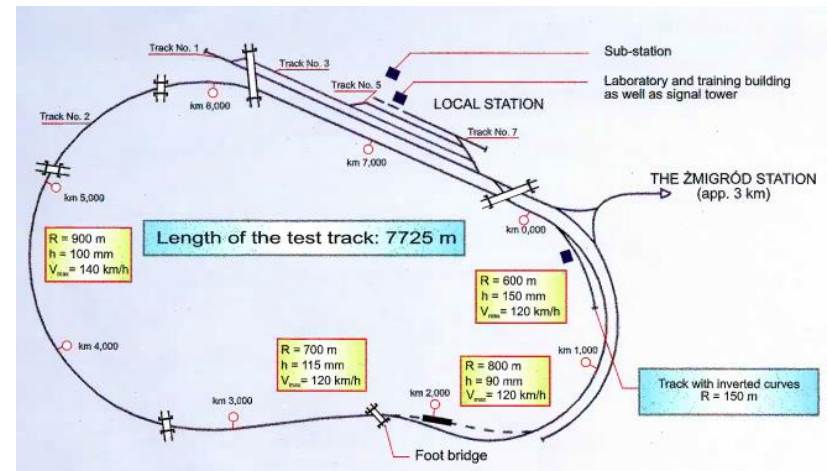 Track No. 1
Track No. 3
Sub-station
Track No. 5
Laboratory and training building
as well as signal tower
km 6,000
LOCAL STATION
Track No. 2
Track No. 7
km 7,000
THE ŻMIGRÓD STATION
(app. 3 km)
km 5,000
km 0,000
Length of the test track: 7725 m
R = 900 m
h = 100 mm
Vmax= 140 km/h
R = 600 m
h = 150 mm
Vmax= 120 km/h
km 4,000
R = 700 m
h = 115 mm
Vmax= 120 km/h
km 1,000
R = 800 m
h = 90 mm
Vmax= 120 km/h
Track with inverted curves
R = 150 m
km 2,000
km 3,000
Foot bridge